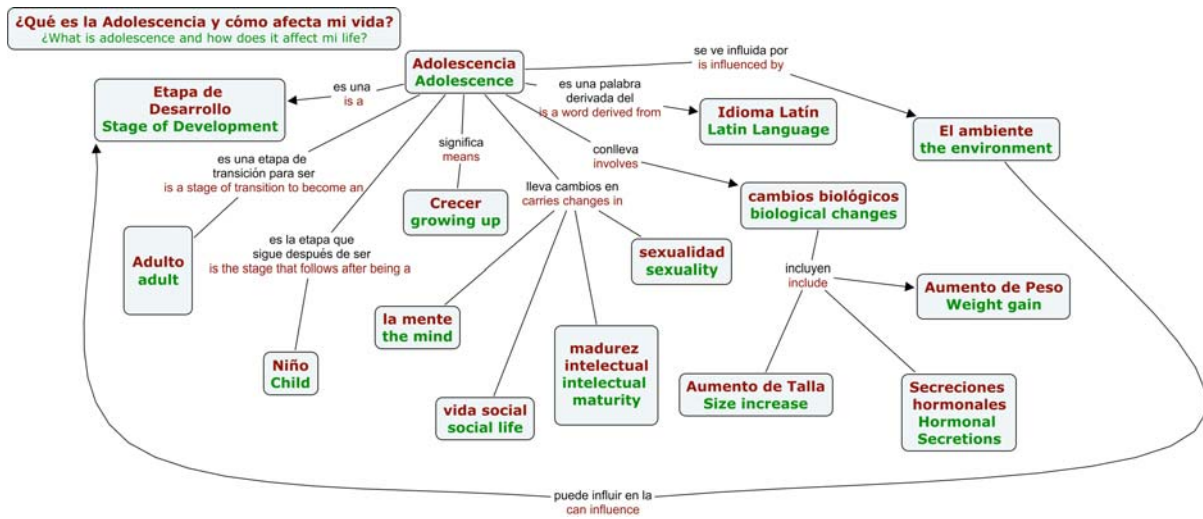 ¿Qué es la Adolescencia y cómo afecta mi vida?
¿What is adolescence and how does it affect mi life?
Adolescencia
Adolescence
se ve influida por
is influenced by
es una
is a
Etapa de
Desarrollo
Stage of Development
es una palabra
derivada del
is a word derived from
Idioma Latín
Latin Language
El ambiente
the environment
es una etapa de
transición para ser
is a stage of transition to become an
significa
means
conlleva
involves
lleva cambios en
carries changes in
Crecer
growing up
cambios biológicos
biological changes
Adulto
adult
es la etapa que
sigue después de ser
is the stage that follows after being a
sexualidad
sexuality
incluyen
include
Aumento de Peso
Weight gain
la mente
the mind
Niño
Child
madurez
intelectual
intelectual
maturity
vida social
social life
Aumento de Talla
Size increase
Secreciones
hormonales
Hormonal
Secretions
puede influir en la
can influence